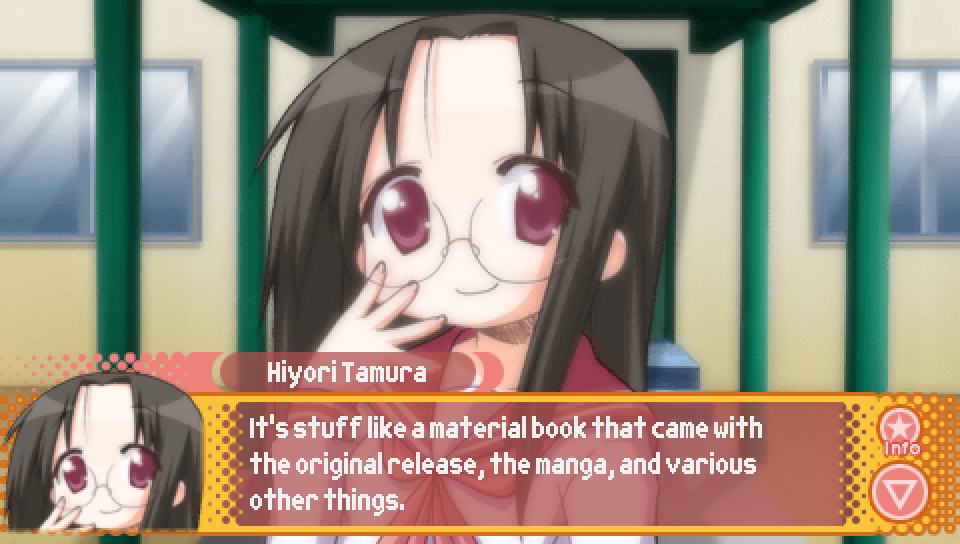 Hiyori Tamura
It's stuff like a material book that came with
the original release, the manga, and various
other things.
Info